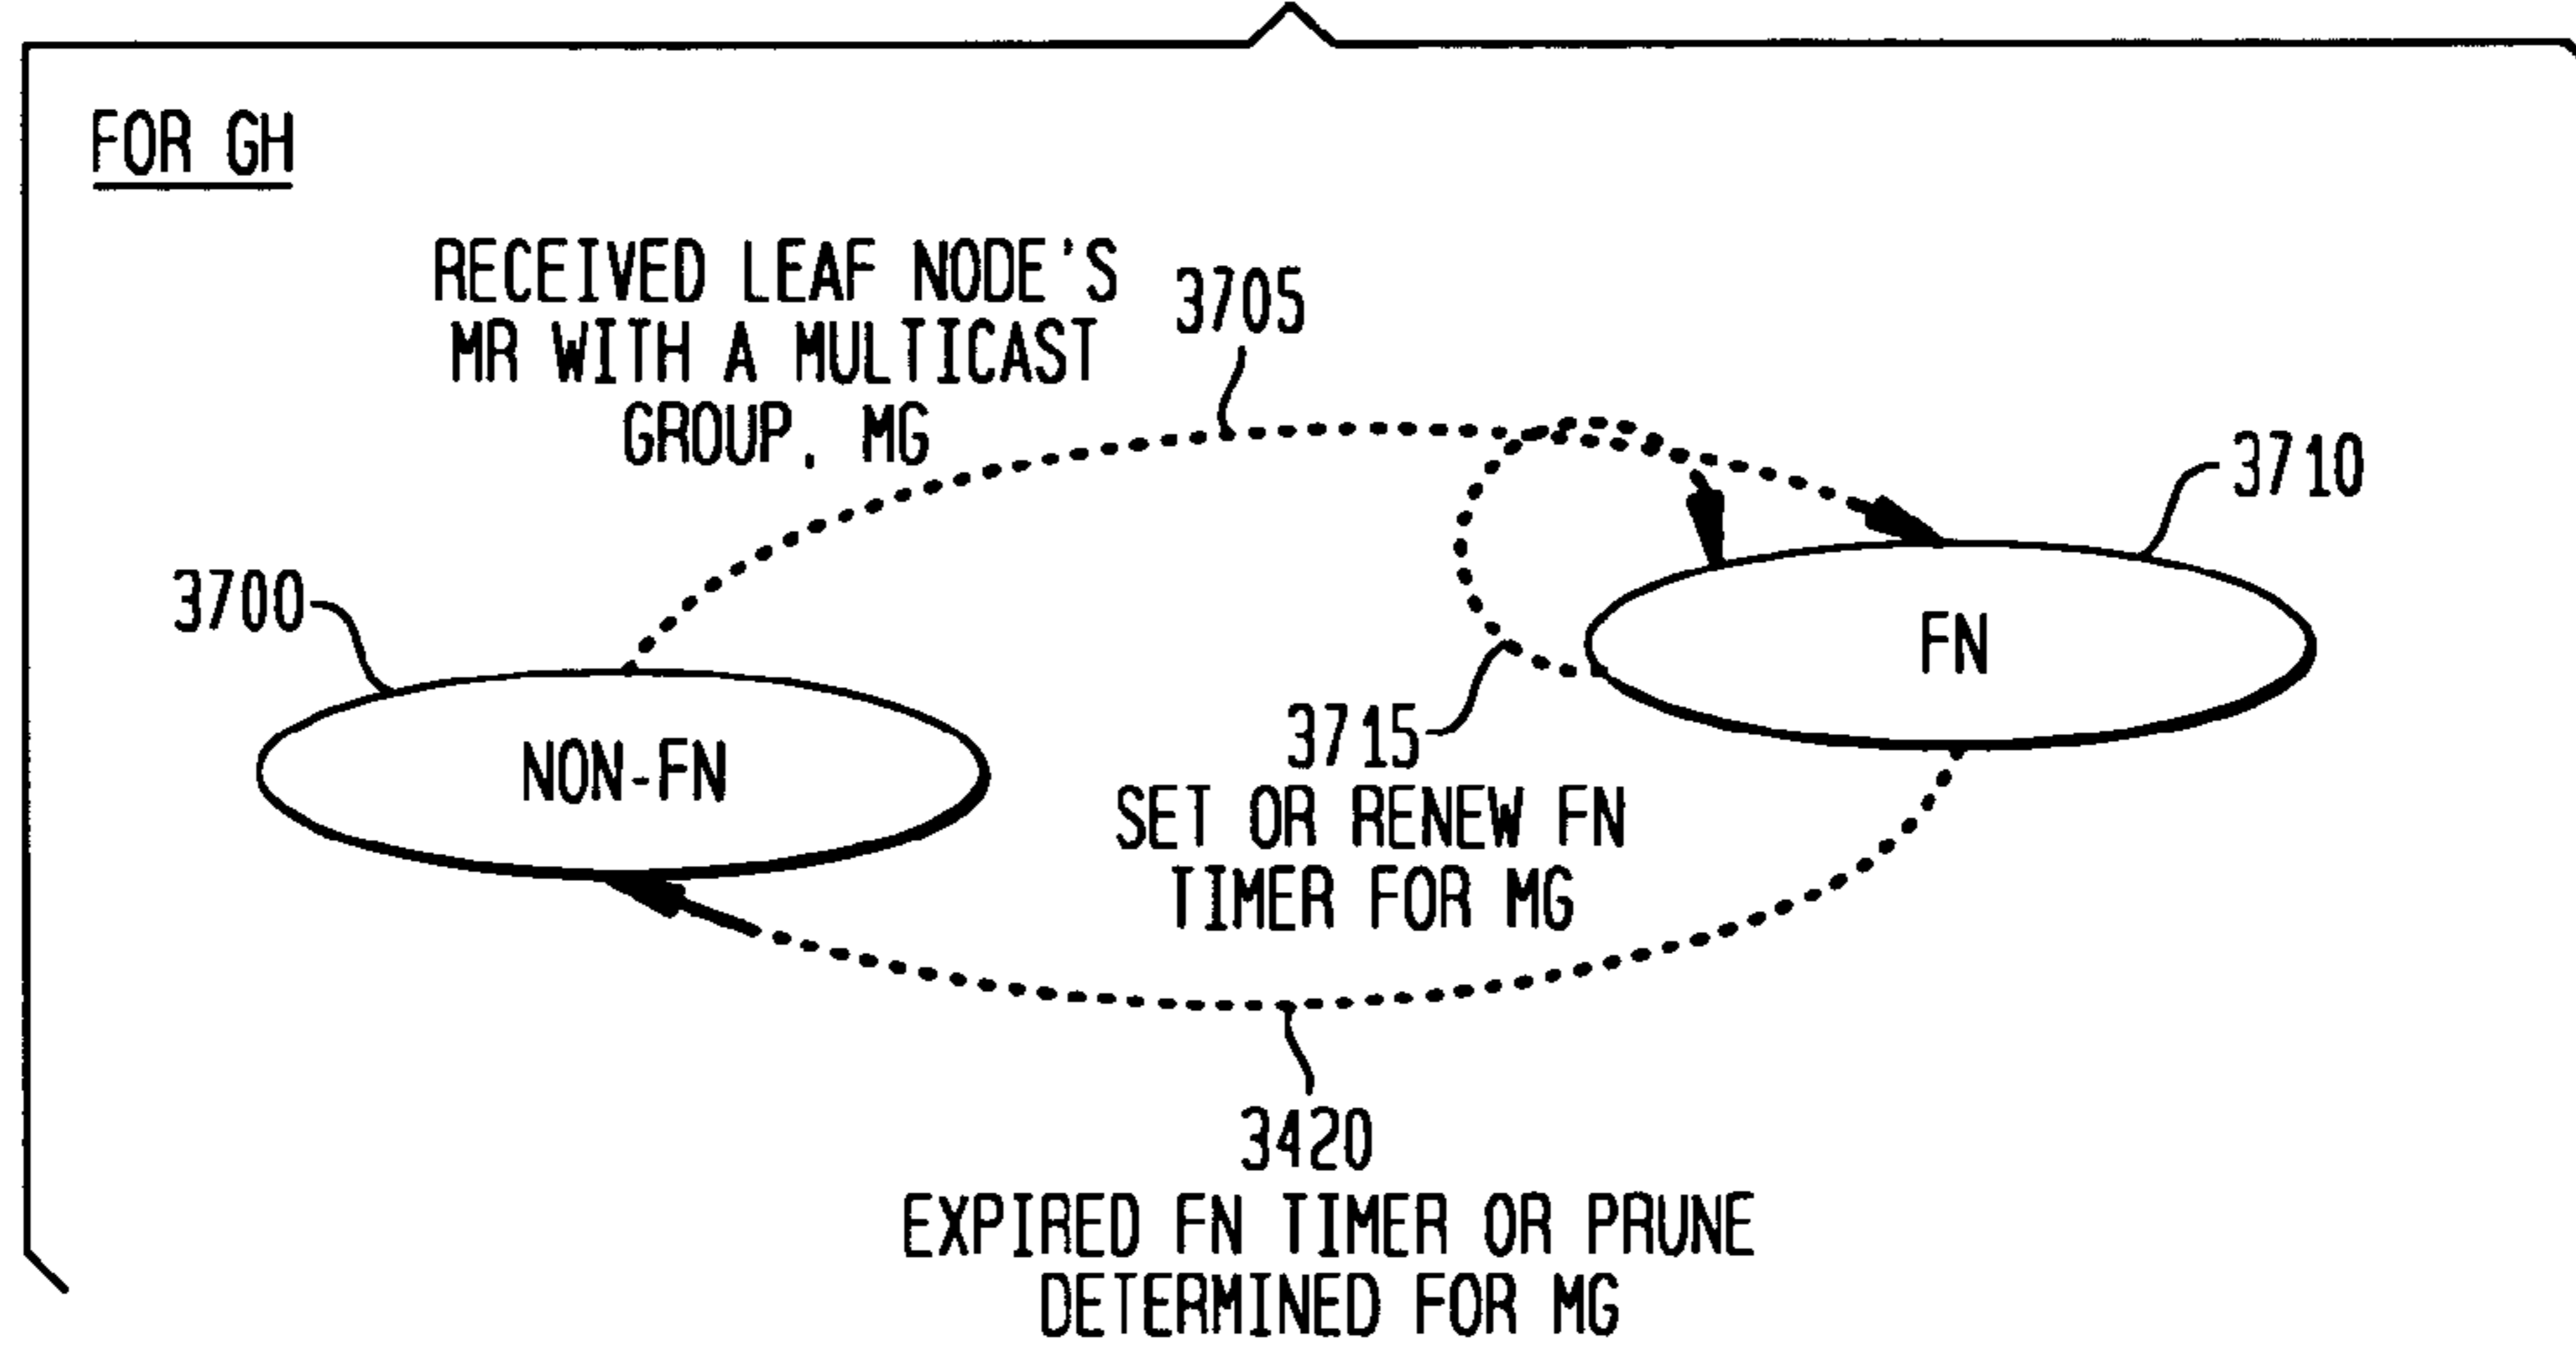 FOR GH
RECEIVED LEAF NODE'S
MR WITH A MULTICAST
GROUP, MG
3705
3710
3700
FN
NON-FN
3715
SET OR RENEW FN
TIMER FOR MG
3420
EXPIRED FN TIMER OR PRUNE
DETERMINED FOR MG